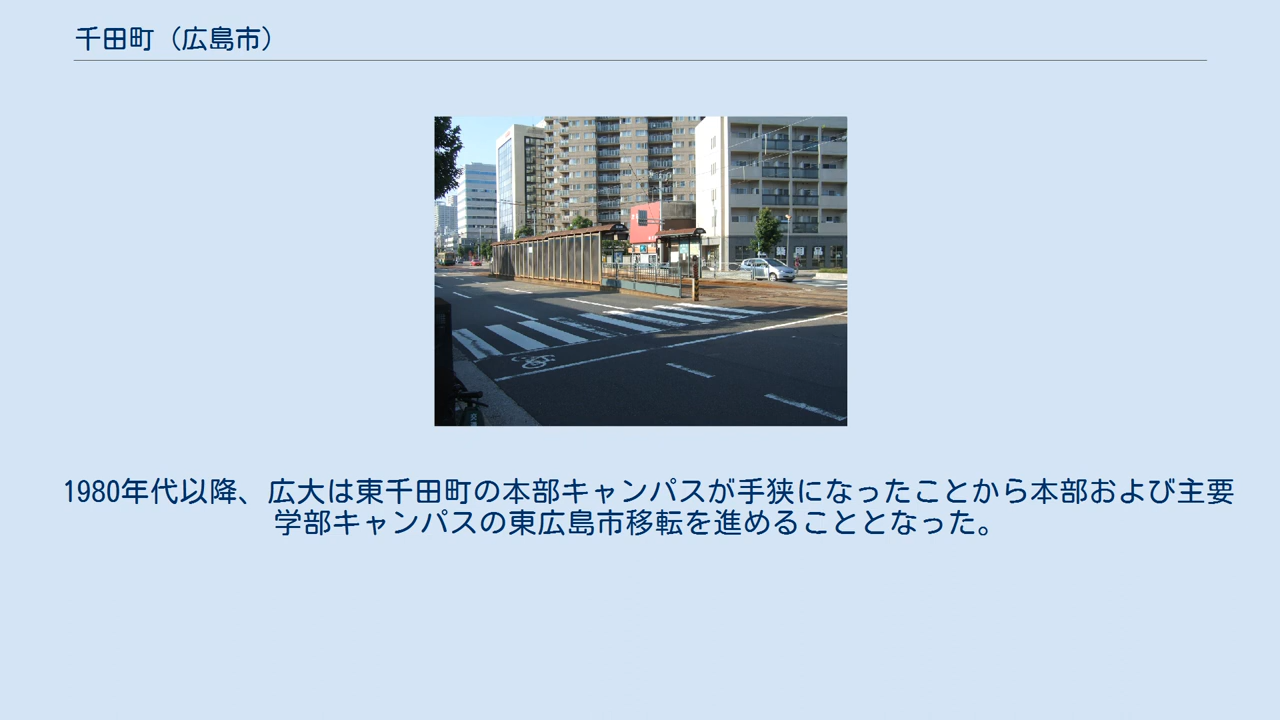 千田町（広島市）
1980年代以降、広大は東千田町の本部キャンパスが手狭になったことから本部および主要
学部キャンパスの東広島市移転を進めることとなった。